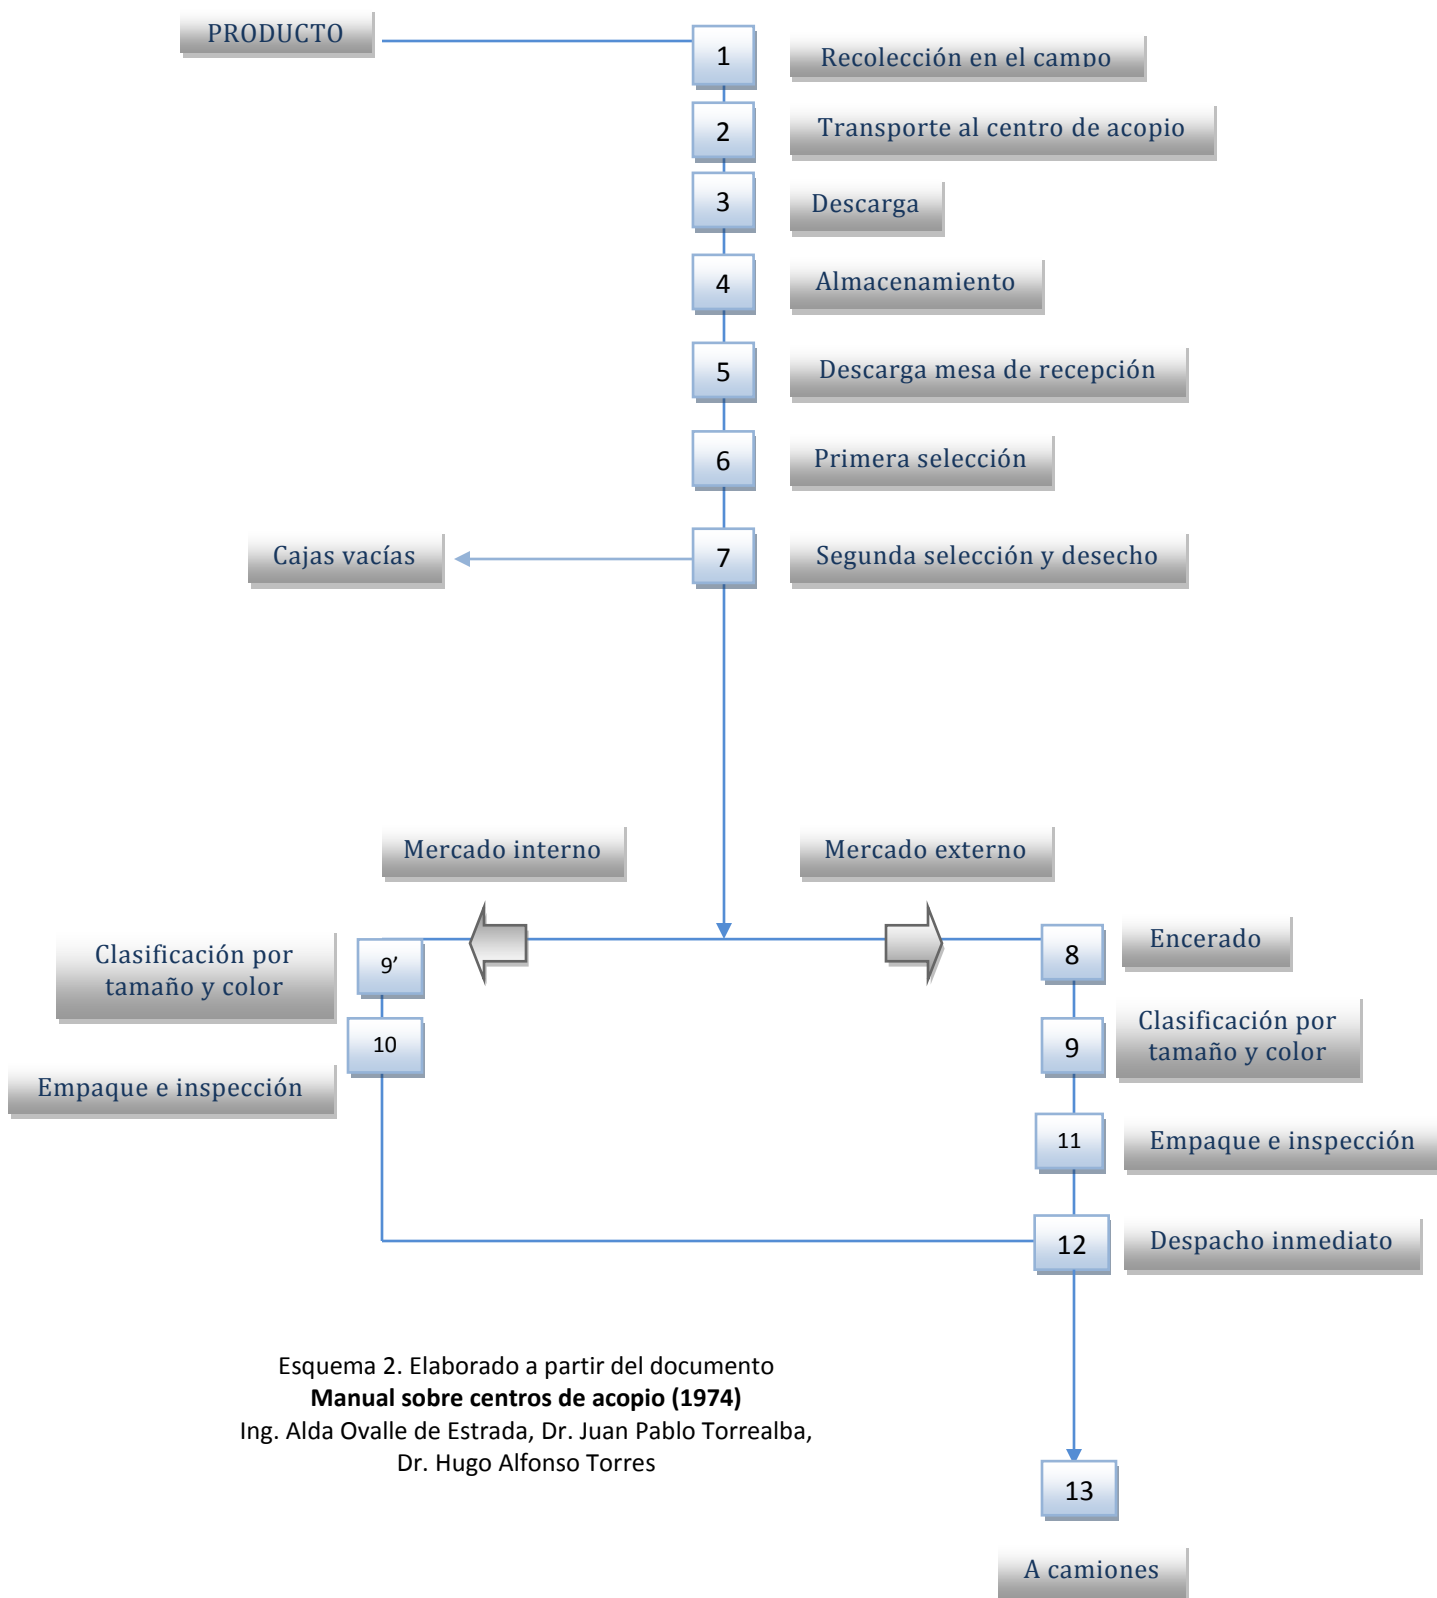 PRODUCTO
1
Recolección en el campo
2
Transporte al centro de acopio
3
Descarga
4
Almacenamiento
5
Descarga mesa de recepción
6
Primera selección
Cajas vacías
7
Segunda selección y desecho
Mercado interno
Mercado externo
Clasificación por
tamaño y color
9’
8
Encerado
10
Empaque e inspección
9
Clasificación por
tamaño y color
11
Empaque e inspección
12
Despacho inmediato
Esquema 2. Elaborado a partir del documento
Manual sobre centros de acopio (1974)
Ing. Alda Ovalle de Estrada, Dr. Juan Pablo Torrealba,
Dr. Hugo Alfonso Torres
13
A camiones